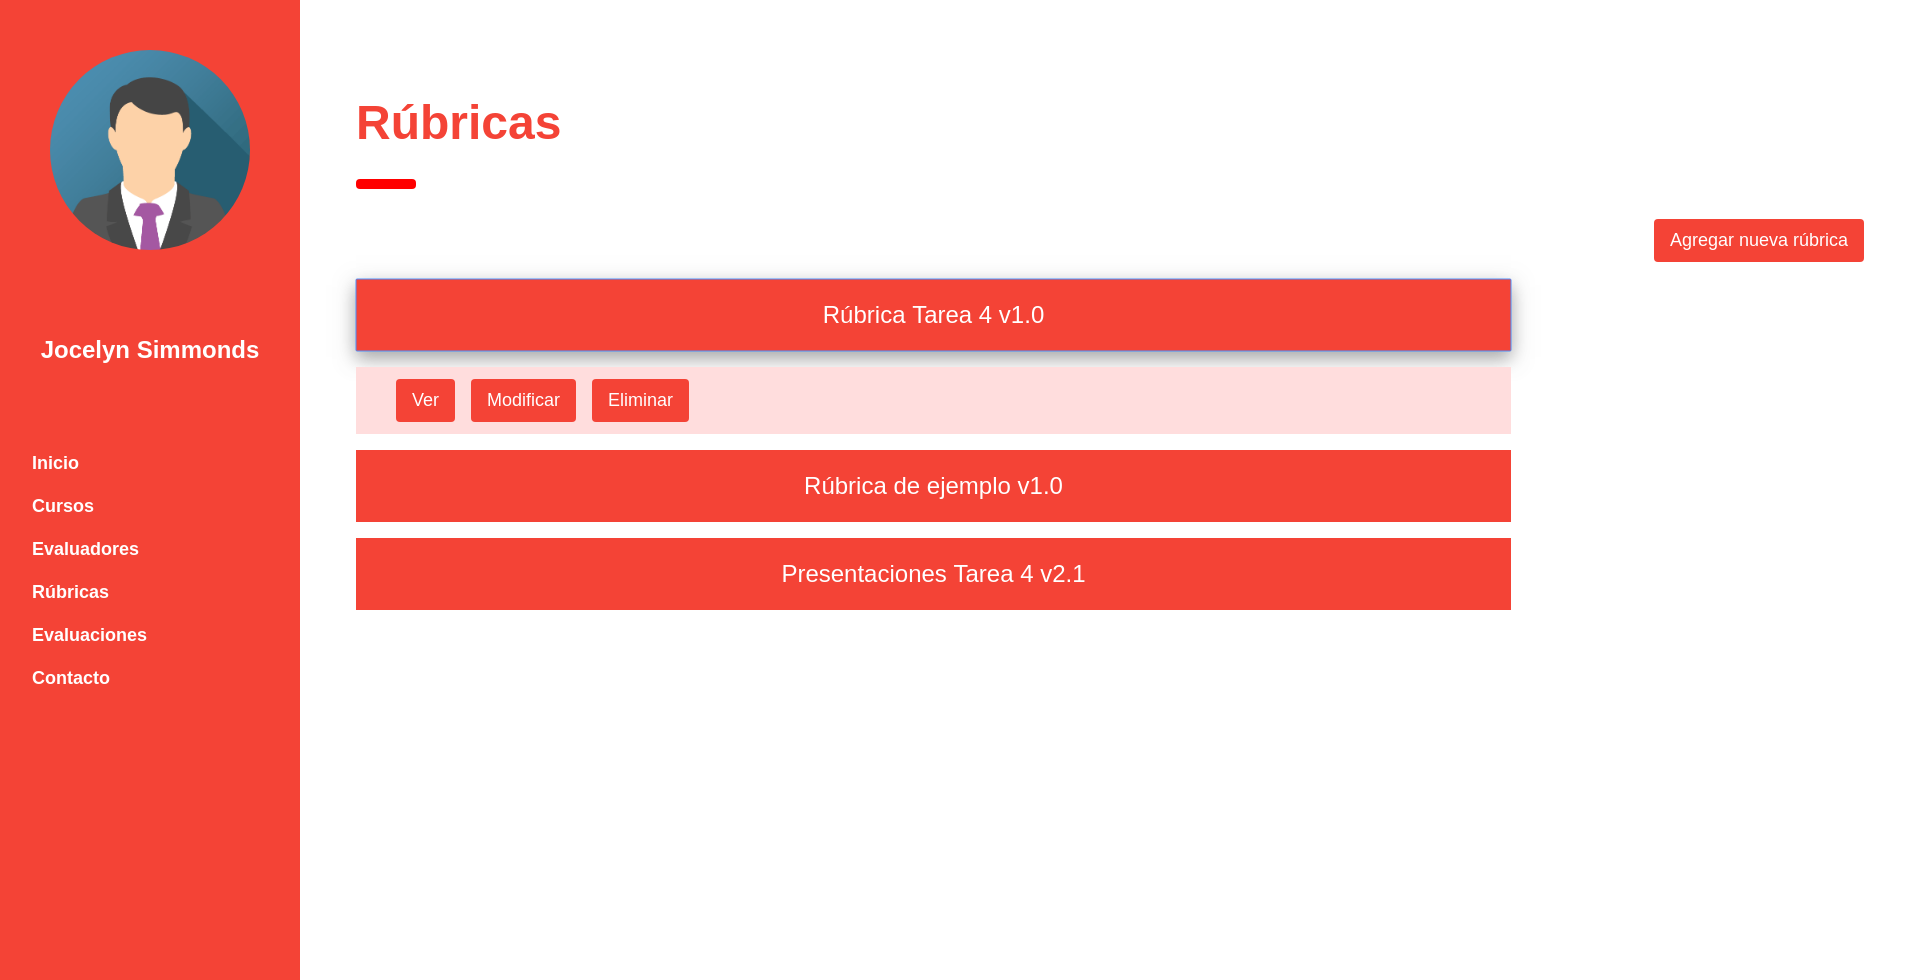 Jocelyn Simmonds
Inicio
Cursos
Evaluadores
Rúbricas
Evaluaciones
Contacto
Rúbricas
Agregar nueva rúbrica
Rúbrica Tarea 4 v1.0
Ver Modificar Eliminar
Rúbrica de ejemplo v1.0
Presentaciones Tarea 4 v2.1